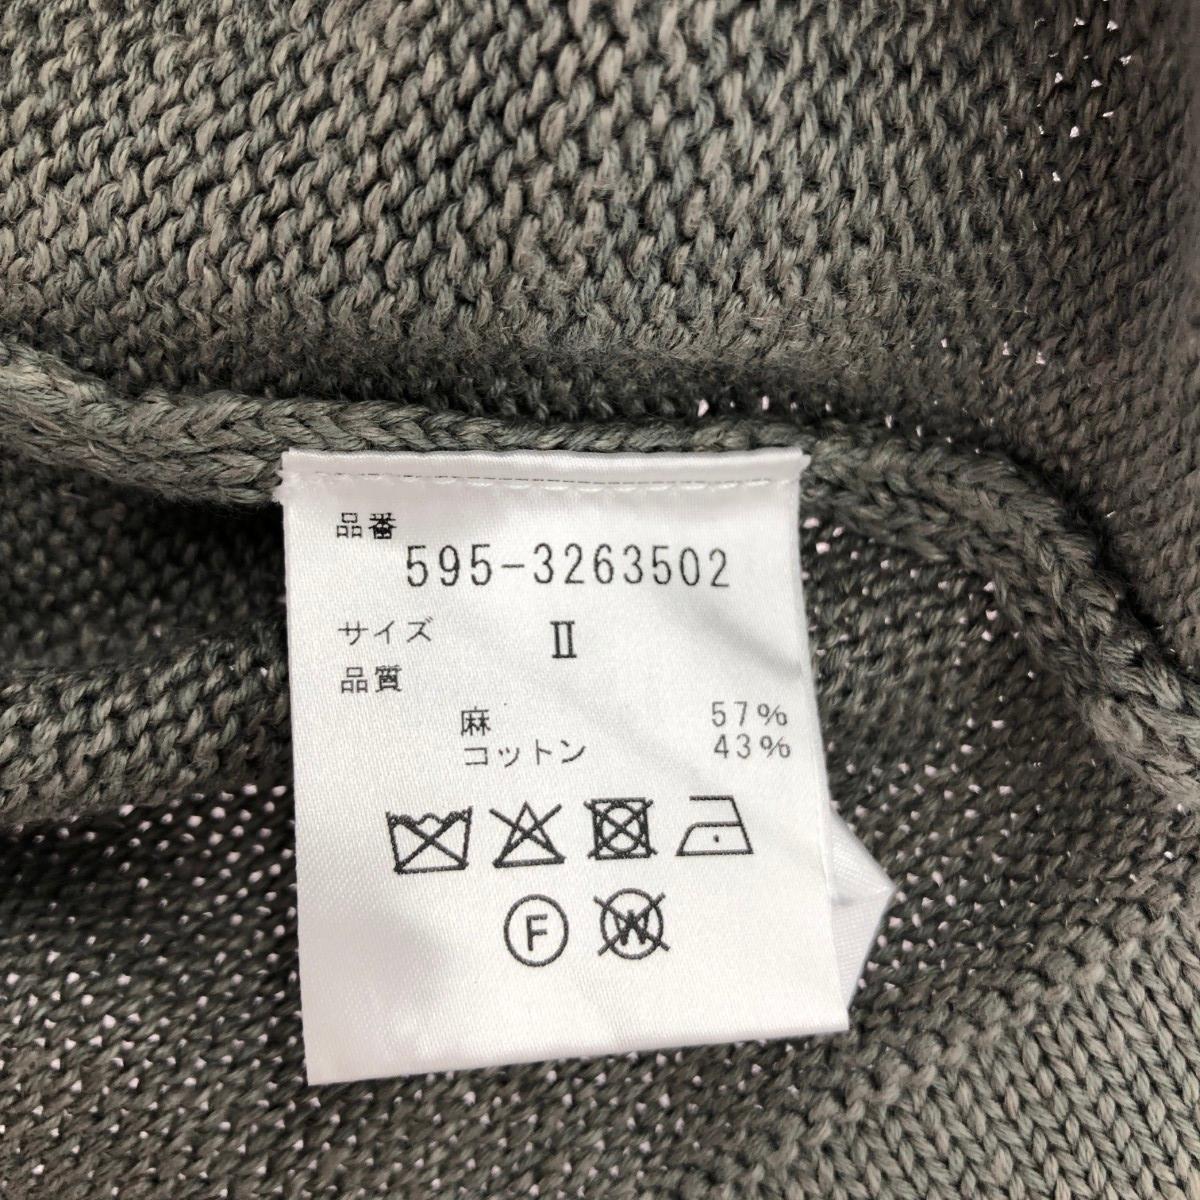 品番
595-3263502
サイズ Ⅱ
品質
麻 57%
コットン 43%
F W